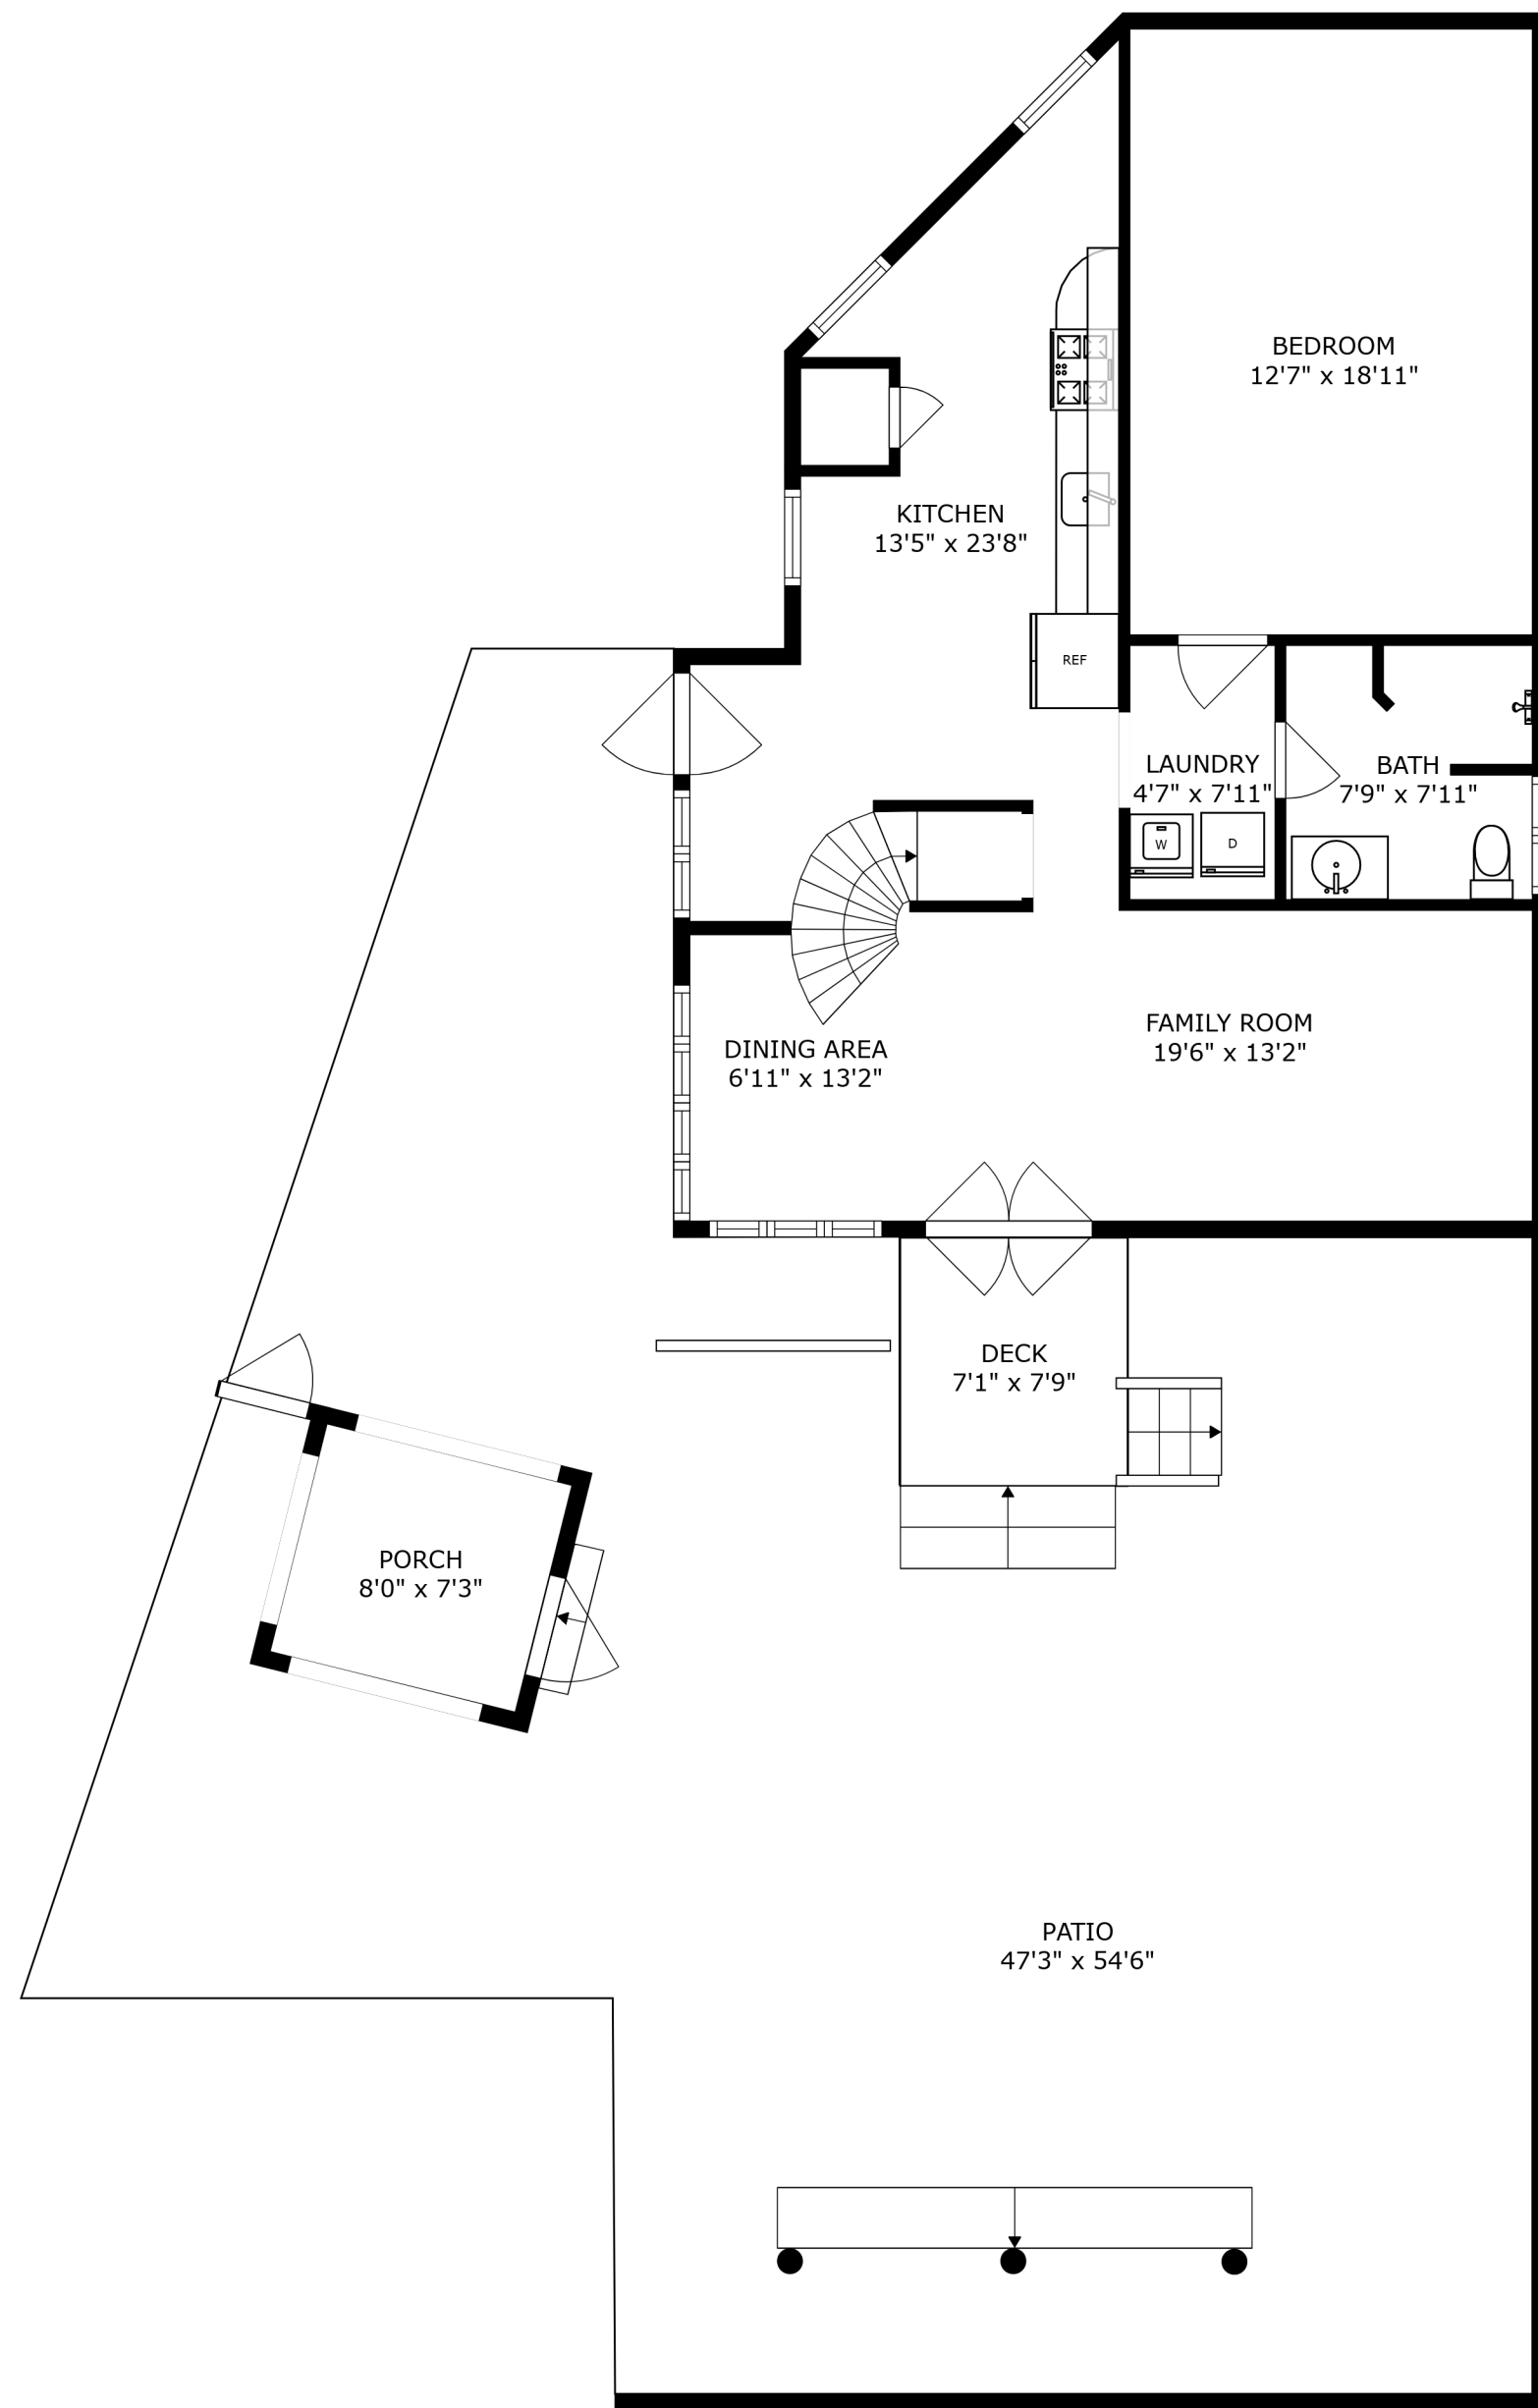 BEDROOM
12'7" x 18'11"
KITCHEN
13'5" x 23'8"
REF
LAUNDRY
4'7" x 7'11"
BATH
7'9" x 7'11"
W
D
FAMILY ROOM
19'6" x 13'2"
DINING AREA
6'11" x 13'2"
DECK
7'1" x 7'9"
PORCH
8'0" x 7'3"
PATIO
47'3" x 54'6"